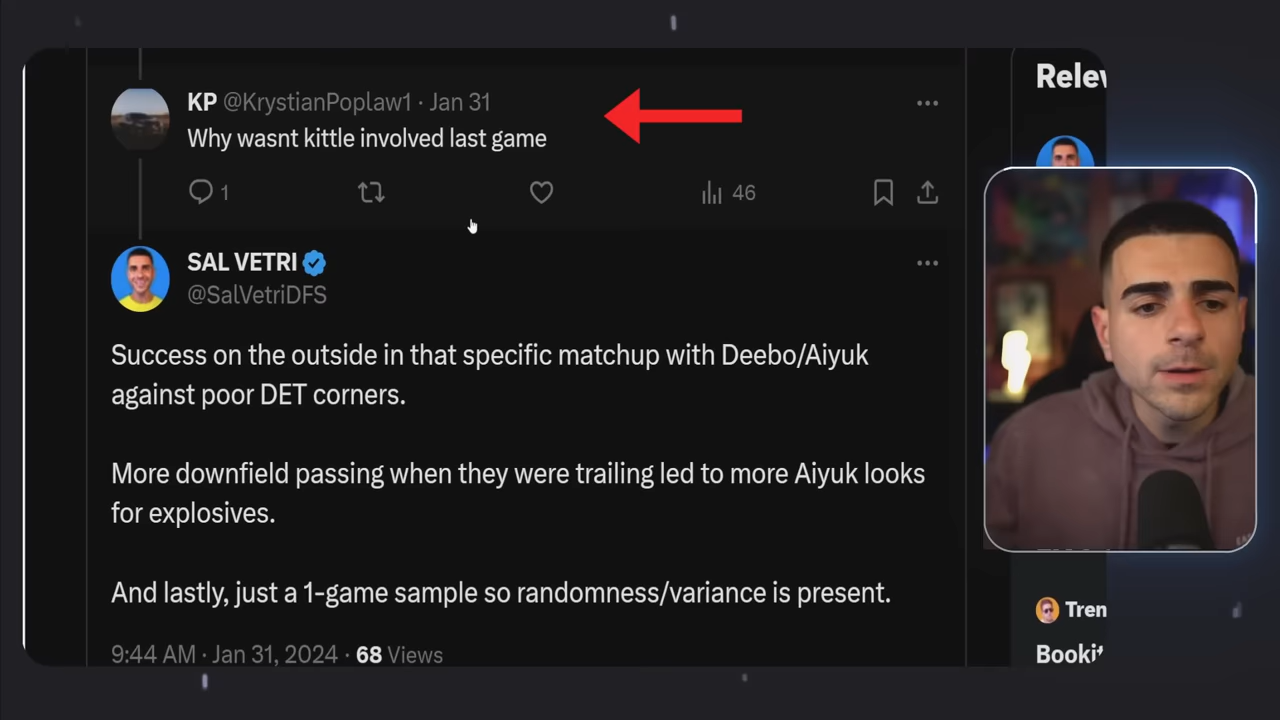 KP @KrystianPoplaw1 · Jan 31
Why wasnt kittle involved last game
1
46
SAL VETRI
@SalVetriDFS
Success on the outside in that specific matchup with Deebo/Aiyuk
against poor DET corners.
More downfield passing when they were trailing led to more Aiyuk looks
for explosives.
And lastly, just a 1-game sample so randomness/variance is present.
9:44 AM · Jan 31, 2024 · 68 Views
Relev
Tren